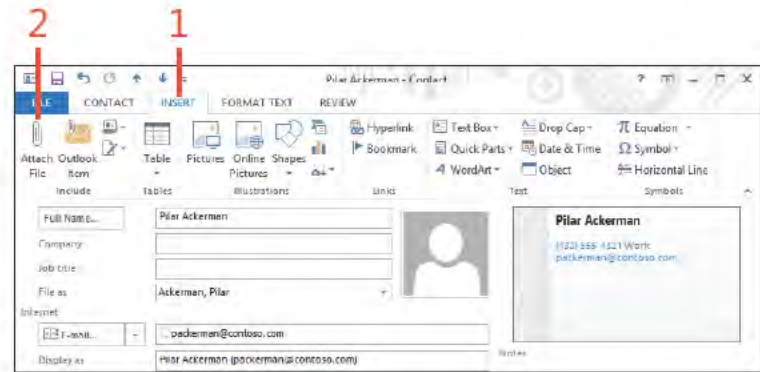 2 1
Pilar Ackerman - Contact
FILE CONTACT INSERT FORMAT TEXT REVIEW
Attach File
Outlook Item
Table
Pictures
Online Pictures
Shapes
Hyperlink
Bookmark
Text Box
Quick Parts
WordArt
Drop Cap
Date & Time
Object
π Equation
Ω Symbol
Horizontal Line
Include Tables Illustrations Links Text Symbols
Full Name... Pilar Ackerman
Company
Job title
File as Ackerman, Pilar
Internet
E-mail... packerman@contoso.com
Display as Pilar Ackerman (packerman@contoso.com)
Pilar Ackerman
Work
packerman@contoso.com
Notes